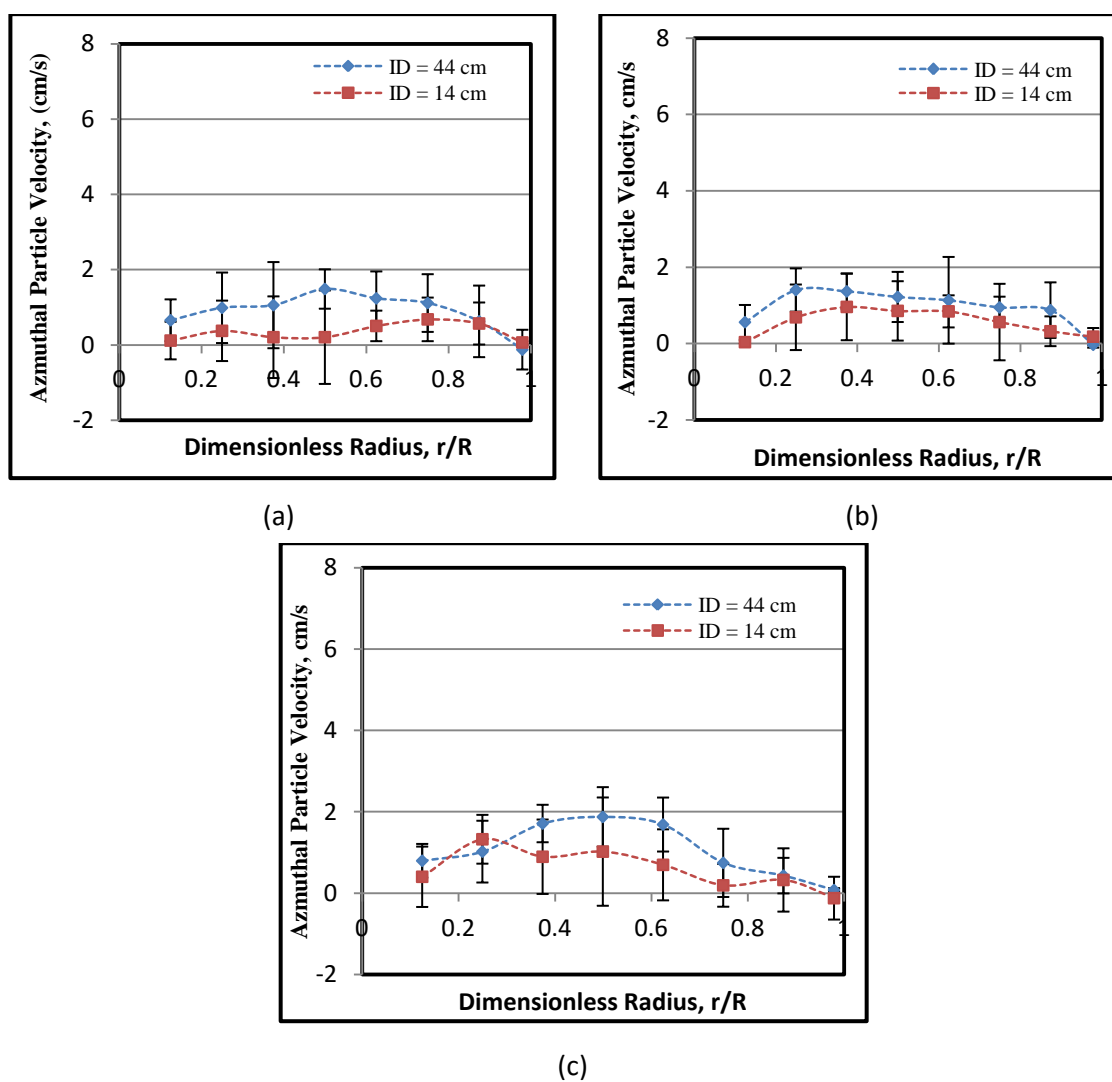 8
6
4
2
0
-2
0
0.2
0.4
0.6
0.8
1
Azmuthal Particle Velocity, (cm/s)
ID = 44 cm
ID = 14 cm
Dimensionless Radius, r/R
(a)
8
6
4
2
0
-2
0
0.2
0.4
0.6
0.8
1
Azmuthal Particle Velocity, cm/s
ID = 44 cm
ID = 14 cm
Dimensionless Radius, r/R
(b)
8
6
4
2
0
-2
0
0.2
0.4
0.6
0.8
1
Azmuthal Particle Velocity, cm/s
ID = 44 cm
ID = 14 cm
Dimensionless Radius, r/R
(c)